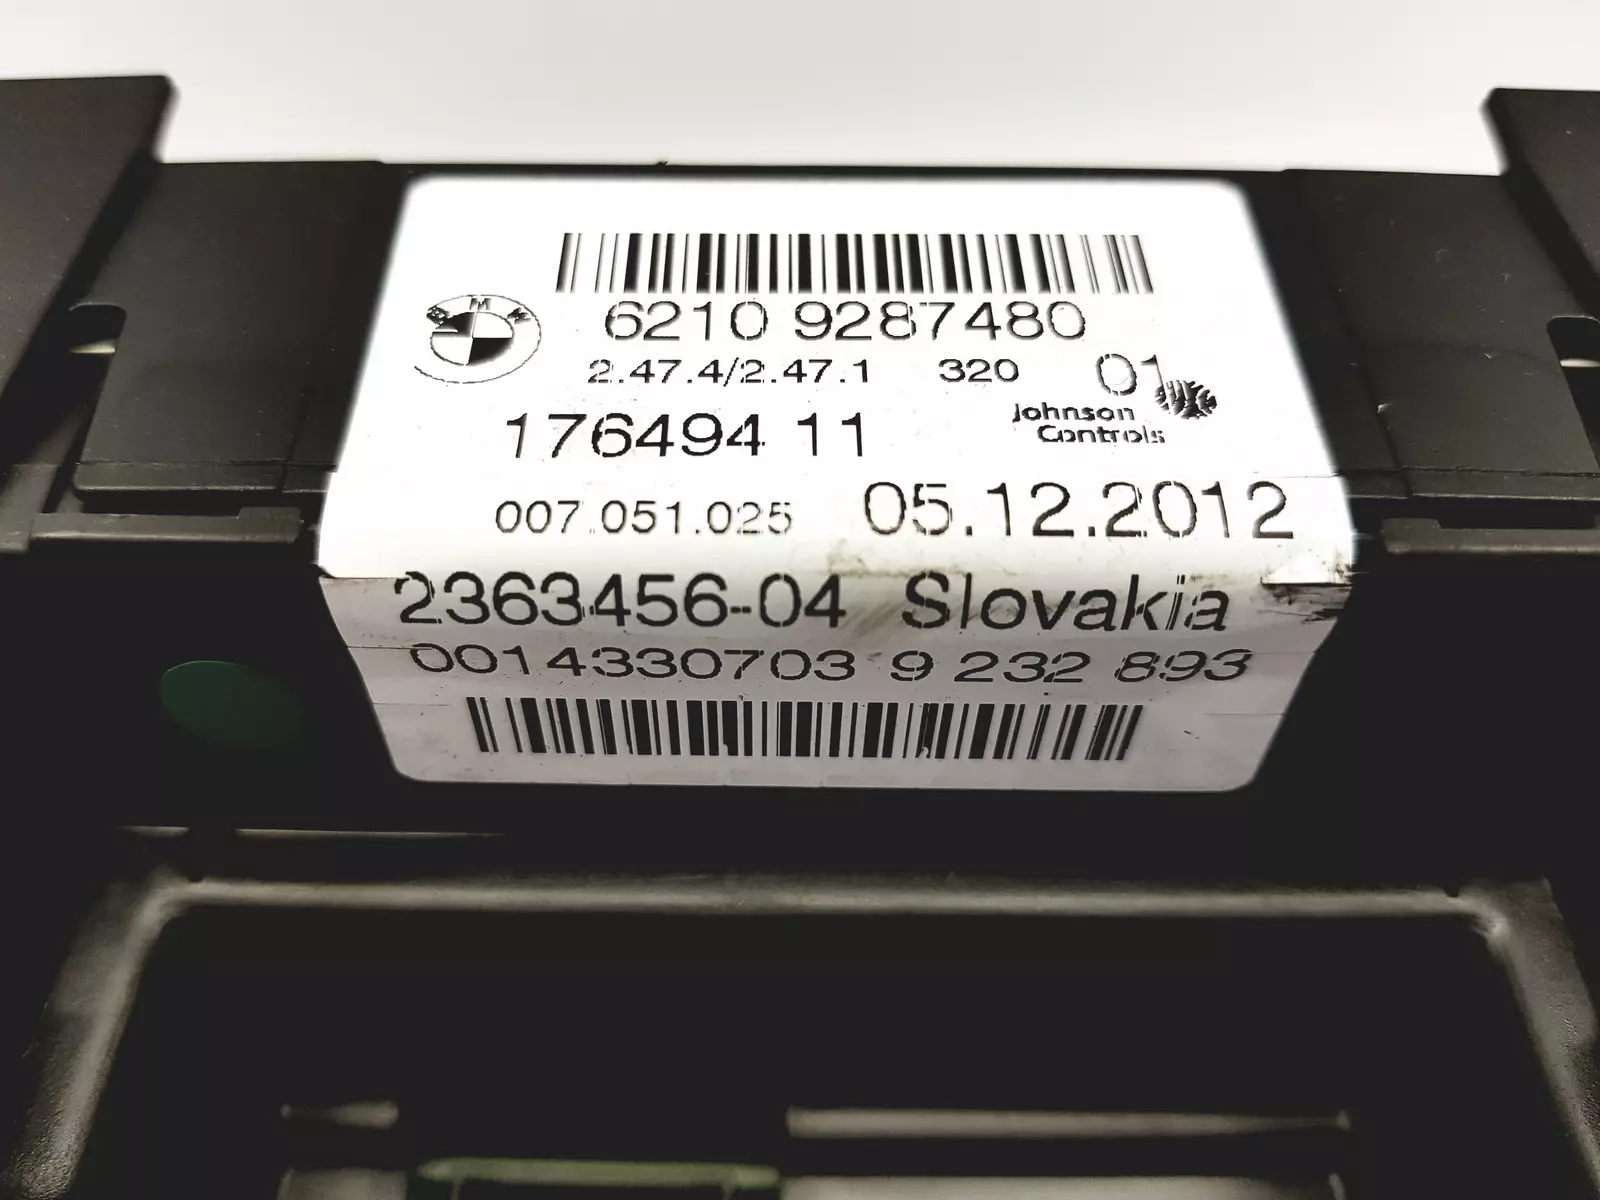 BMW
6210 9287480
2.47.4/2.47.1 320 01
Johnson
Controls
176494 11
007.051.025 05.12.2012
2363456-04 Slovakia
0014330703 9 232 893